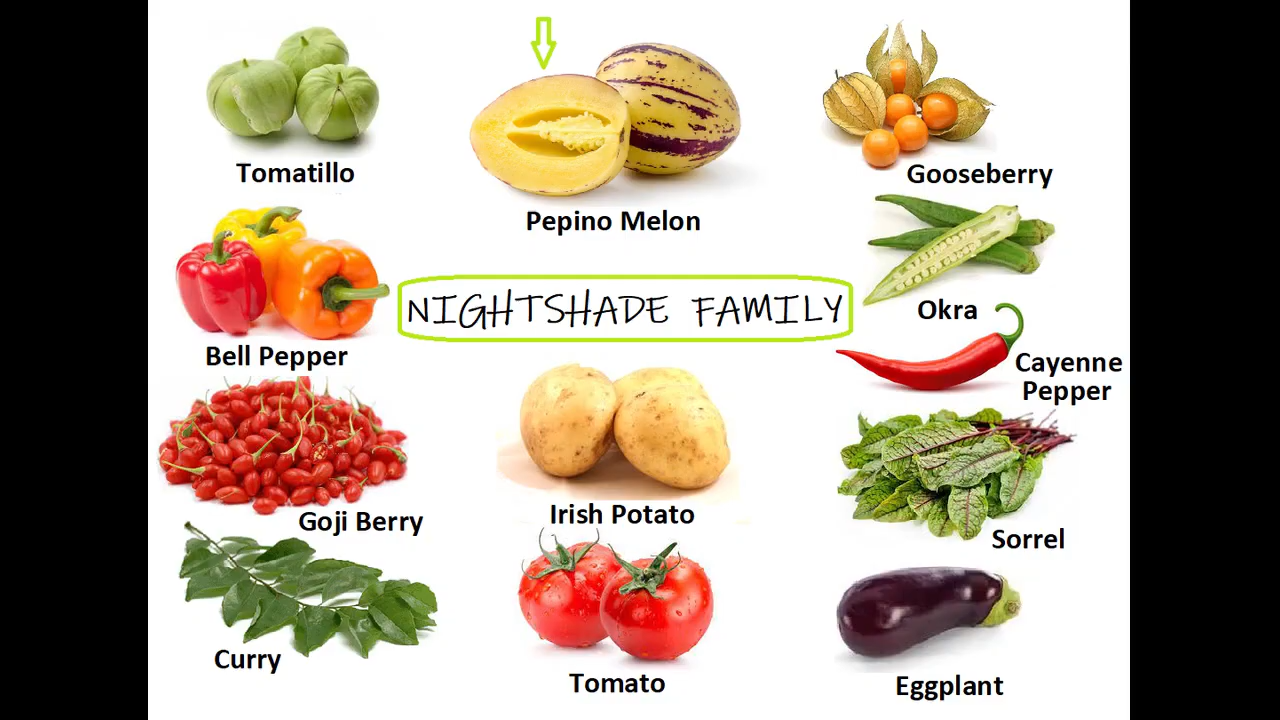 Tomatillo
Pepino Melon
Gooseberry
Bell Pepper
NIGHTSHADE FAMILY
Okra
Cayenne
Pepper
Goji Berry
Irish Potato
Sorrel
Curry
Tomato
Eggplant